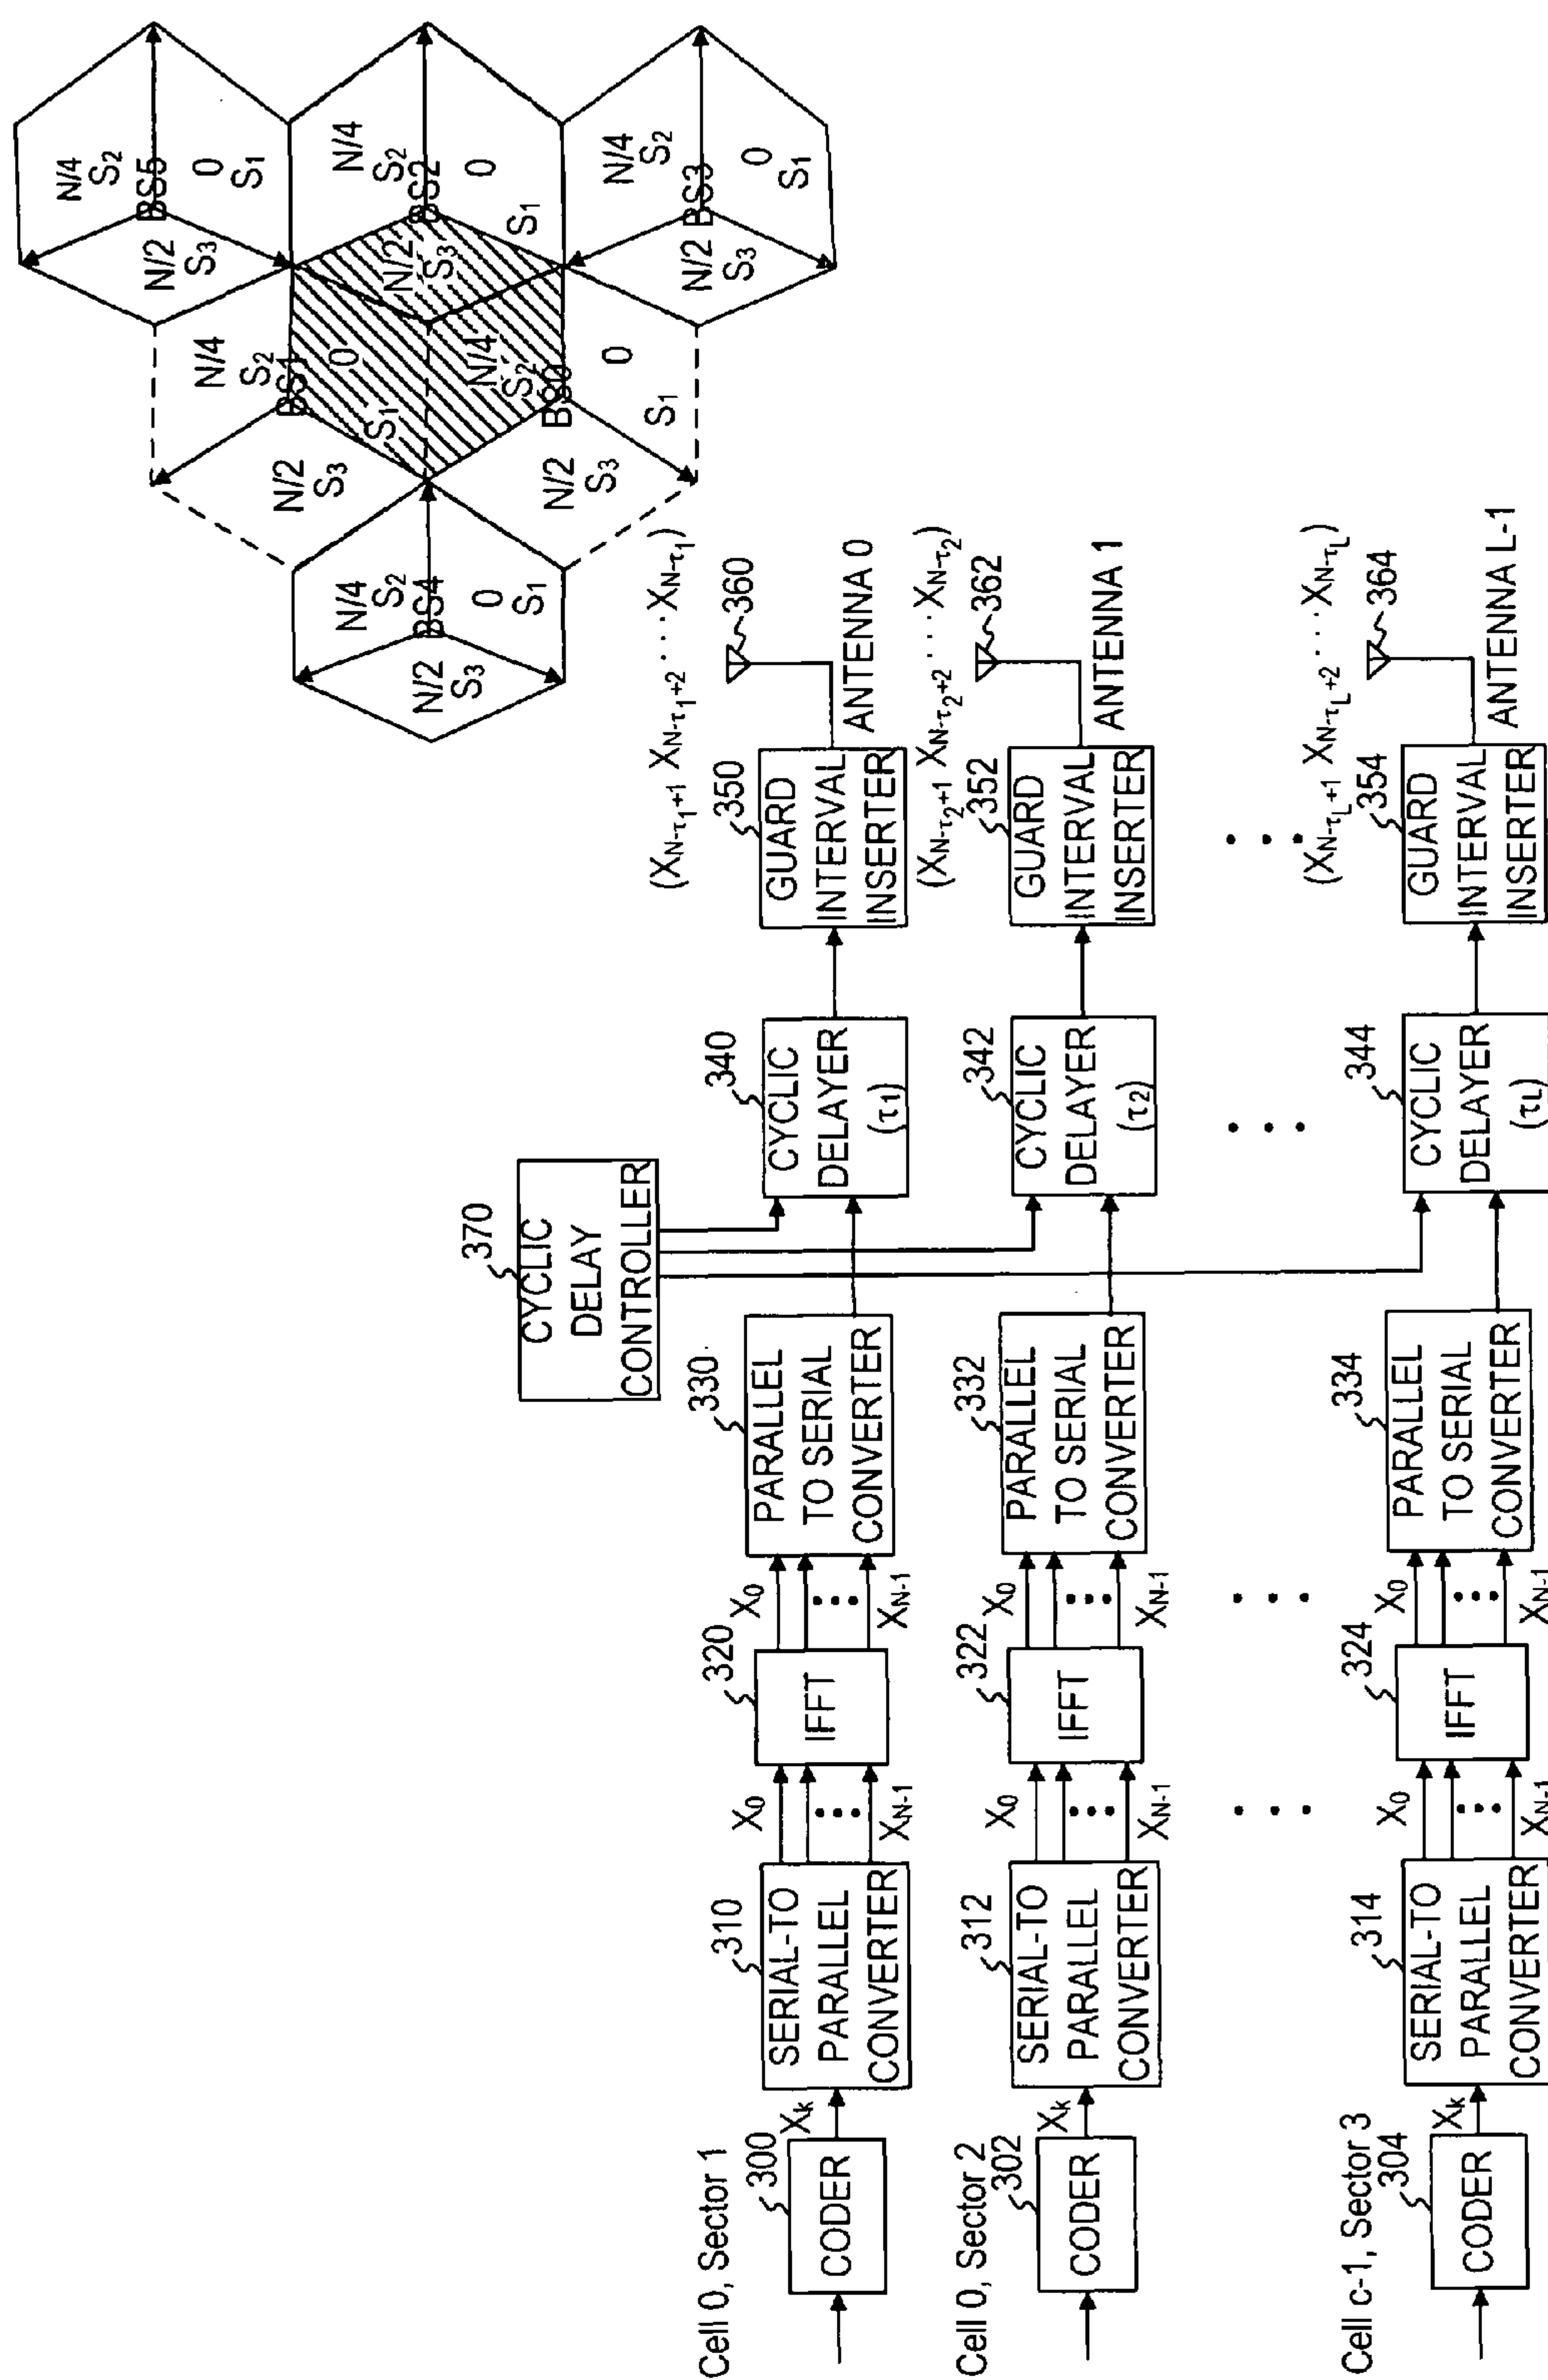 N/4
S2
BS5
0
S1
N/2
S3
N/4
S2
BS2
0
S1
N/2
S3
N/4
S2
BS3
0
S1
N/2
S3
N/4
S2
BS1
0
S1
N/2
S3
N/4
S2
BS0
0
S1
N/2
S3
N/4
S2
BS4
0
S1
N/2
S3
370
CYCLIC
DELAY
CONTROLLER
Cell 0, Sector 1
300
CODER
Xk
310
SERIAL-TO
PARALLEL
CONVERTER
X0
XN-1
320
IFFT
X0
XN-1
330
PARALLEL
TO SERIAL
CONVERTER
340
CYCLIC
DELAYER
(τ1)
350
GUARD
INTERVAL
INSERTER
(XN-τ1+1 XN-τ1+2 ··· XN-τ1)
360
ANTENNA 0
Cell 0, Sector 2
302
CODER
Xk
312
SERIAL-TO
PARALLEL
CONVERTER
X0
XN-1
322
IFFT
X0
XN-1
332
PARALLEL
TO SERIAL
CONVERTER
342
CYCLIC
DELAYER
(τ2)
352
GUARD
INTERVAL
INSERTER
(XN-τ2+1 XN-τ2+2 ··· XN-τ2)
362
ANTENNA 1
Cell c-1, Sector 3
304
CODER
Xk
314
SERIAL-TO
PARALLEL
CONVERTER
X0
XN-1
324
IFFT
X0
XN-1
334
PARALLEL
TO SERIAL
CONVERTER
344
CYCLIC
DELAYER
(τL)
354
GUARD
INTERVAL
INSERTER
(XN-τL+1 XN-τL+2 ··· XN-τL)
364
ANTENNA L-1